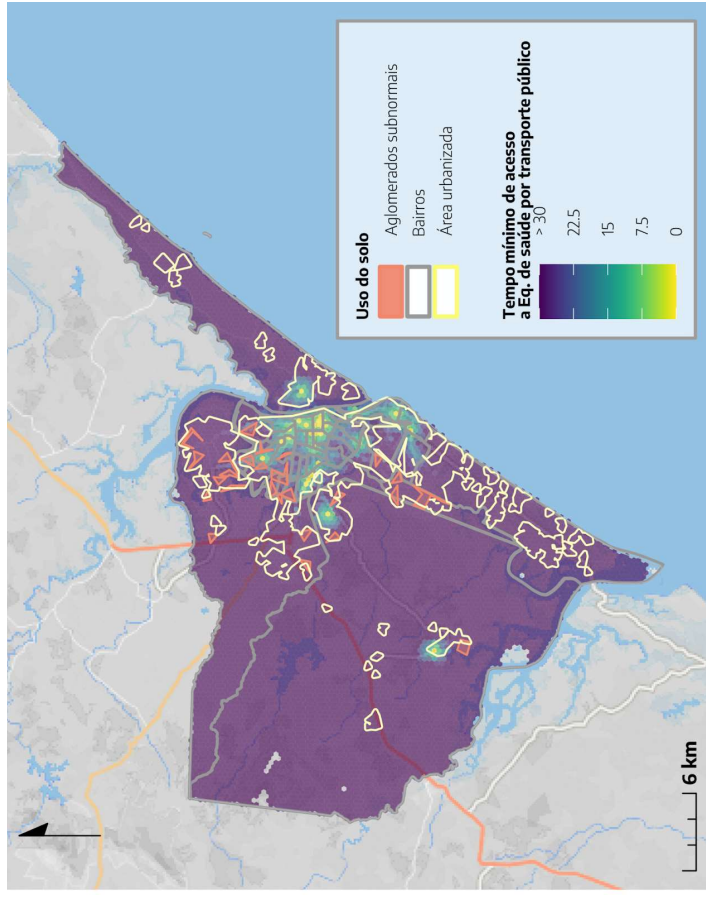 Uso do solo
Aglomerados subnormais
Bairros
Área urbanizada
Tempo mínimo de acesso
a Eq. de saúde por transporte público
> 30
22.5
15
7.5
0
6 km